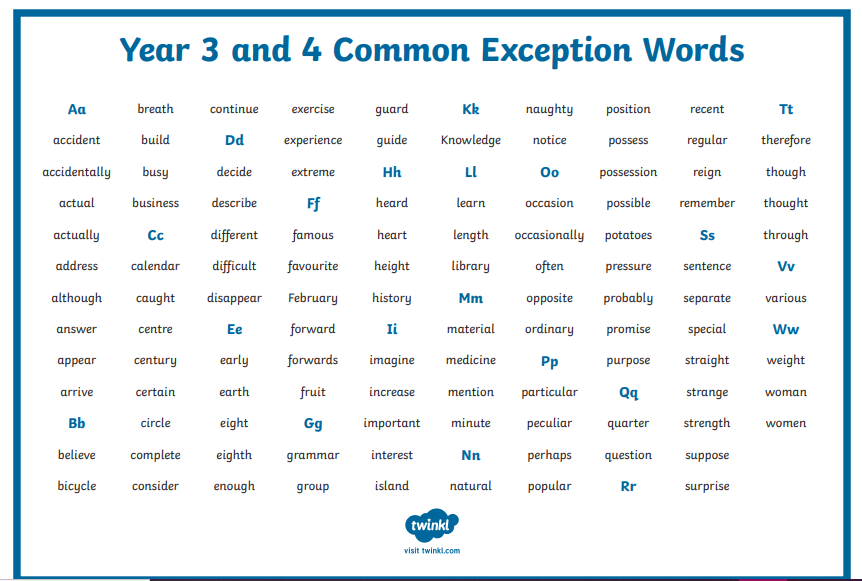 Year 3 and 4 Common Exception Words
Aa breath continue exercise guard Kk naughty position recent Tt
accident build Dd experience guide Knowledge notice possess regular therefore
accidentally busy decide extreme Hh Ll Oo possession reign though
actual business describe Ff heard learn occasion possible remember thought
actually Cc different famous heart length occasionally potatoes Ss through
address calendar difficult favourite height library often pressure sentence Vv
although caught disappear February history Mm opposite probably separate various
answer centre Ee forward Ii material ordinary promise special Ww
appear century early forwards imagine medicine Pp purpose straight weight
arrive certain earth fruit increase mention particular Qq strange woman
Bb circle eight Gg important minute peculiar quarter strength women
believe complete eighth grammar interest Nn perhaps question suppose
bicycle consider enough group island natural popular Rr surprise
twinkl
visit twinkl.com